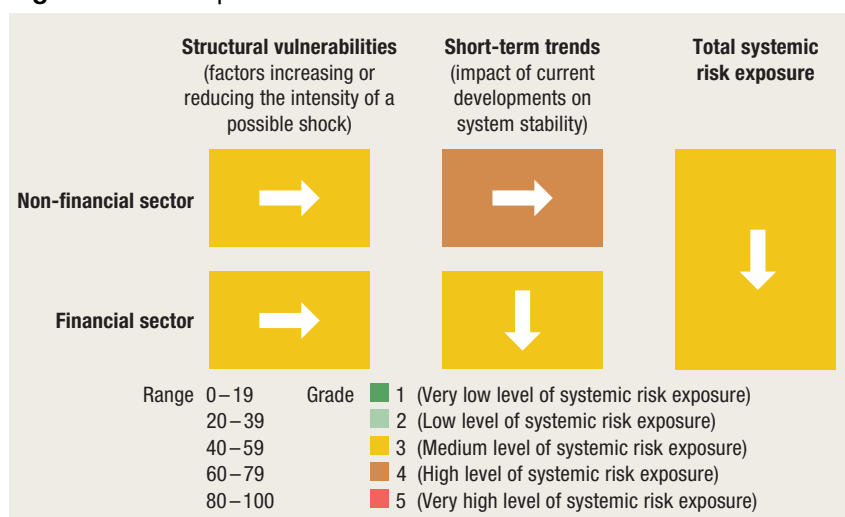 Structural vulnerabilities
(factors increasing or
reducing the intensity of a
possible shock)
Short-term trends
(impact of current
developments on
system stability)
Total systemic
risk exposure
Non-financial sector
Financial sector
Range 0–19 Grade 1 (Very low level of systemic risk exposure)
20–39 2 (Low level of systemic risk exposure)
40–59 3 (Medium level of systemic risk exposure)
60–79 4 (High level of systemic risk exposure)
80–100 5 (Very high level of systemic risk exposure)